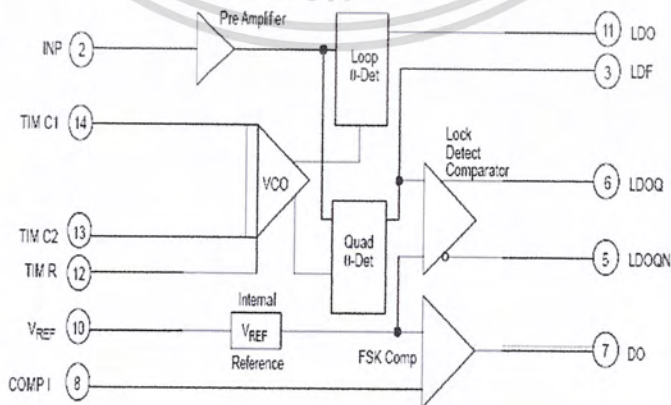 Pre Amplifier
INP 2
Loop
θ-Det
11 LDO
3 LDF
TIM C1 14
VCO
Lock
Detect
Comparator
6 LDOQ
TIM C2 13
Quad
θ-Det
5 LDOQN
TIM R 12
Internal
VREF 10
VREF
Reference
FSK Comp
7 DO
COMP I 8